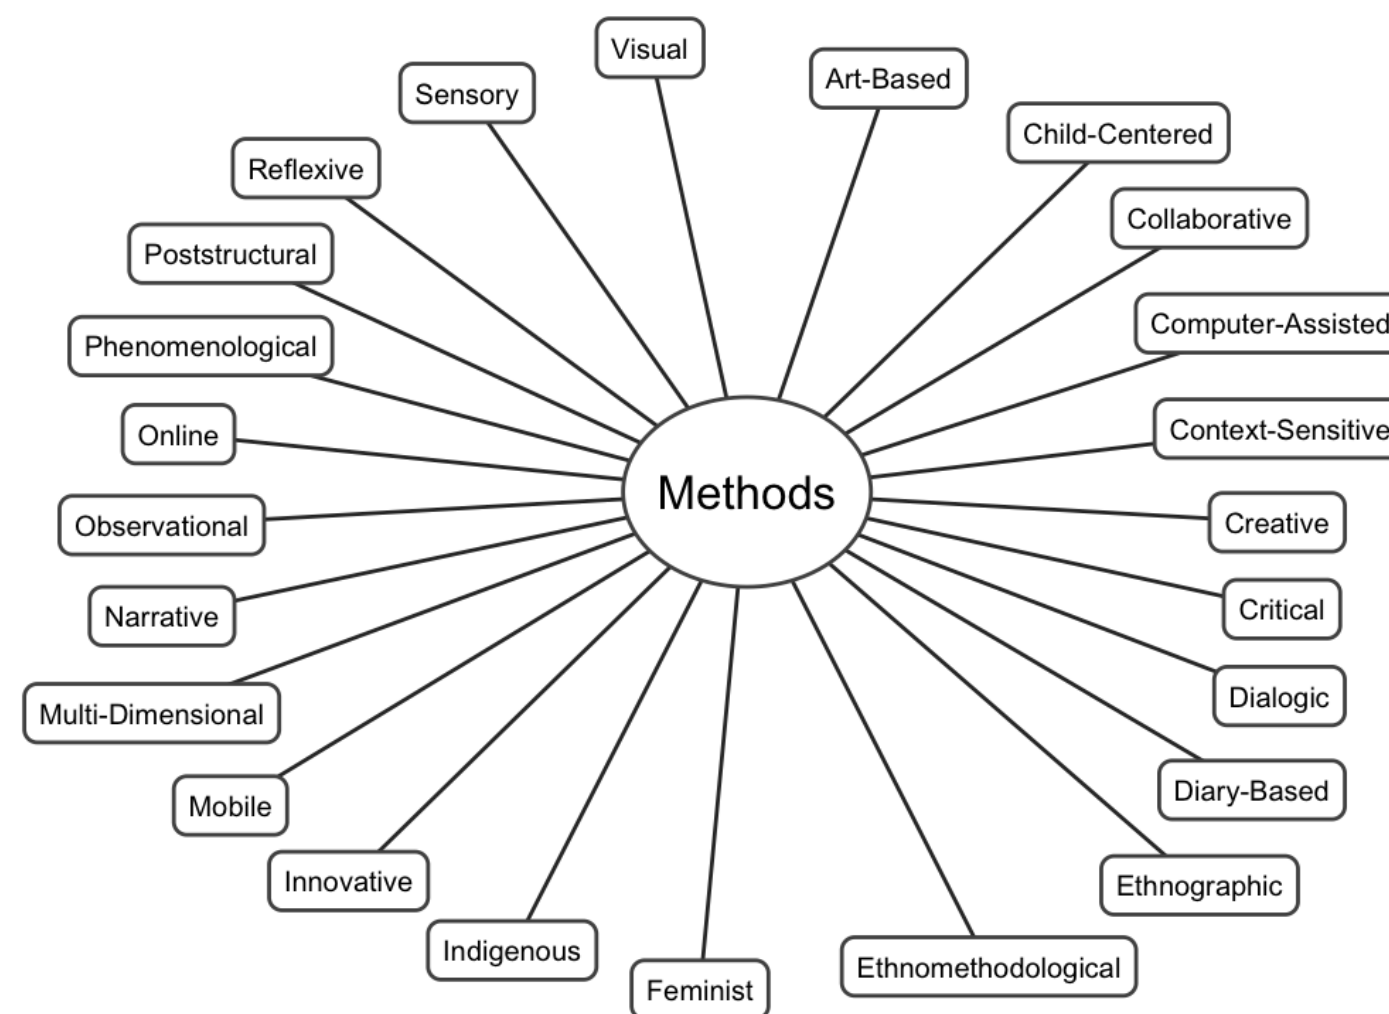 Visual
Art-Based
Sensory
Child-Centered
Reflexive
Collaborative
Poststructural
Computer-Assisted
Phenomenological
Context-Sensitive
Online
Methods
Creative
Observational
Critical
Narrative
Dialogic
Multi-Dimensional
Diary-Based
Mobile
Innovative
Ethnographic
Indigenous
Ethnomethodological
Feminist